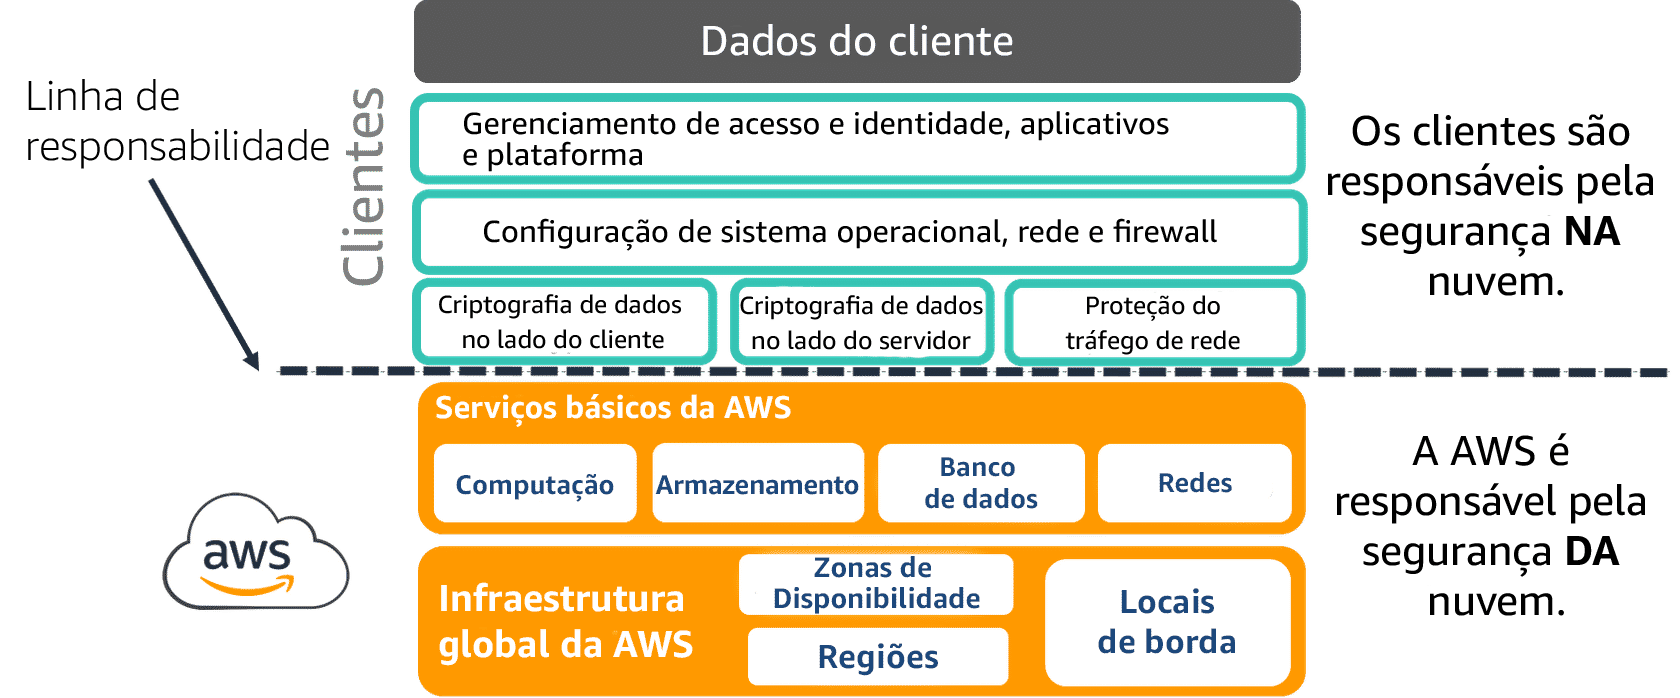 Dados do cliente
Linha de
responsabilidade
Clientes
Gerenciamento de acesso e identidade, aplicativos
e plataforma
Configuração de sistema operacional, rede e firewall
Criptografia de dados
no lado do cliente
Criptografia de dados
no lado do servidor
Proteção do
tráfego de rede
Os clientes são
responsáveis pela
segurança NA
nuvem.
Serviços básicos da AWS
Computação
Armazenamento
Banco
de dados
Redes
aws
Infraestrutura
global da AWS
Zonas de
Disponibilidade
Regiões
Locais
de borda
A AWS é
responsável pela
segurança DA
nuvem.